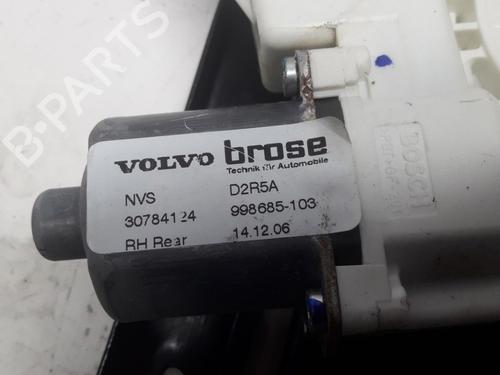 B-PARTS
VOLVO brose
Technik für Automobile
NVS D2R5A
30784124 998685-103
RH Rear 14.12.06
BOSCH